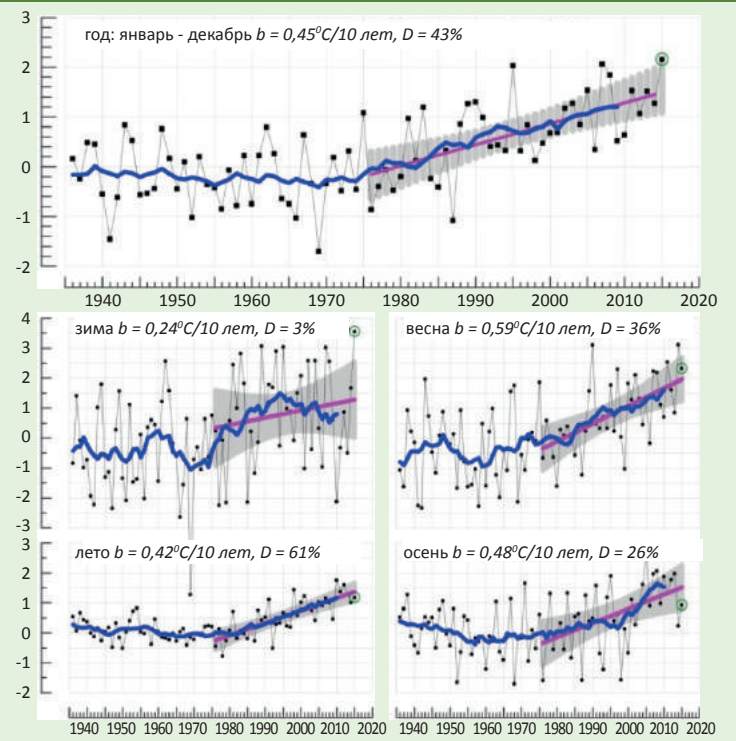 3
год: январь - декабрь b = 0,45⁰C/10 лет, D = 43%
2
1
0
-1
-2
1940 1950 1960 1970 1980 1990 2000 2010 2020
4
зима b = 0,24⁰C/10 лет, D = 3%
весна b = 0,59⁰C/10 лет, D = 36%
3
2
1
0
-1
-2
-3
3
лето b = 0,42⁰C/10 лет, D = 61%
осень b = 0,48⁰C/10 лет, D = 26%
2
1
0
-1
-2
1940 1950 1960 1970 1980 1990 2000 2010 2020
1940 1950 1960 1970 1980 1990 2000 2010 2020